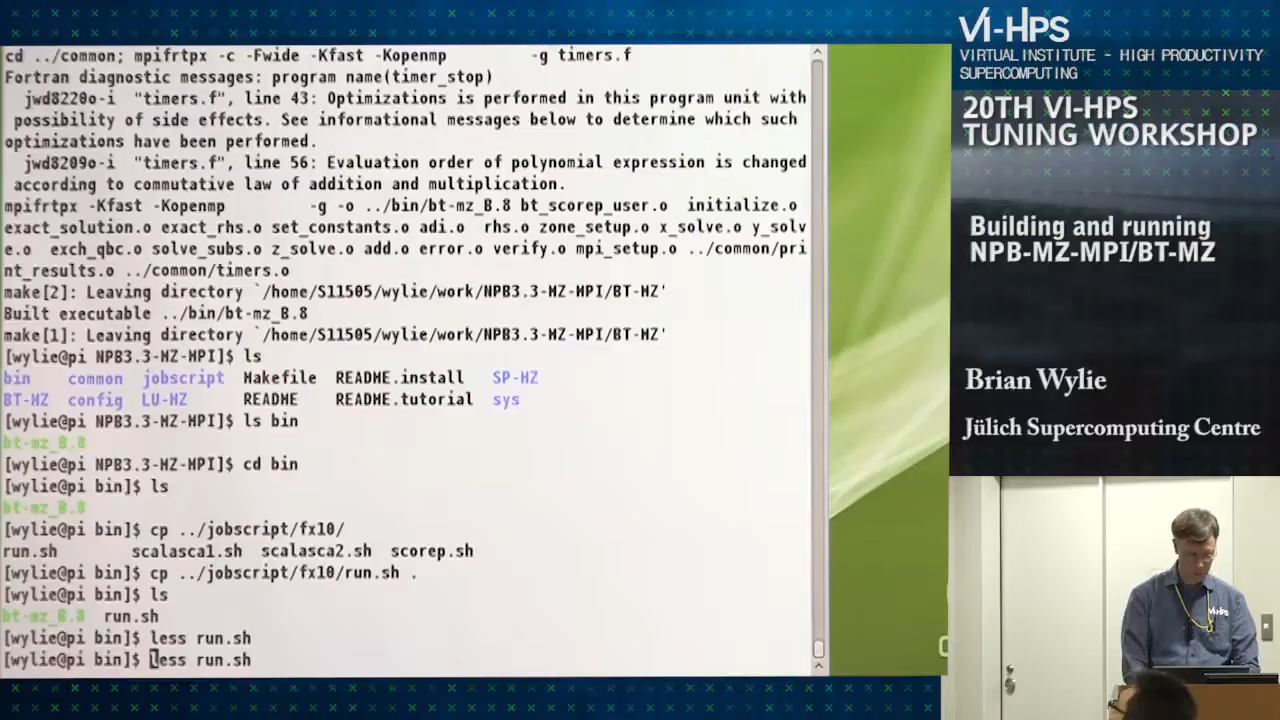 cd ../common; mpifrtpx -c -Fwide -Kfast -Kopenmp -g timers.f
Fortran diagnostic messages: program name(timer_stop)
jwd8220o-i "timers.f", line 43: Optimizations is performed in this program unit with
possibility of side effects. See informational messages below to determine which such
optimizations have been performed.
jwd8209o-i "timers.f", line 56: Evaluation order of polynomial expression is changed
according to commutative law of addition and multiplication.
mpifrtpx -Kfast -Kopenmp -g -o ../bin/bt-mz_B.8 bt_scorep_user.o initialize.o
exact_solution.o exact_rhs.o set_constants.o adi.o rhs.o zone_setup.o x_solve.o y_solv
e.o exch_qbc.o solve_subs.o z_solve.o add.o error.o verify.o mpi_setup.o ../common/pri
nt_results.o ../common/timers.o
make[2]: Leaving directory `/home/S11505/wylie/work/NPB3.3-MZ-MPI/BT-MZ'
Built executable ../bin/bt-mz_B.8
make[1]: Leaving directory `/home/S11505/wylie/work/NPB3.3-MZ-MPI/BT-MZ'
[wylie@pi NPB3.3-MZ-MPI]$ ls
bin common jobscript Makefile README.install SP-MZ
BT-MZ config LU-MZ README README.tutorial sys
[wylie@pi NPB3.3-MZ-MPI]$ ls bin
bt-mz_B.8
[wylie@pi NPB3.3-MZ-MPI]$ cd bin
[wylie@pi bin]$ ls
bt-mz_B.8
[wylie@pi bin]$ cp ../jobscript/fx10/
run.sh scalasca1.sh scalasca2.sh scorep.sh
[wylie@pi bin]$ cp ../jobscript/fx10/run.sh .
[wylie@pi bin]$ ls
bt-mz_B.8 run.sh
[wylie@pi bin]$ less run.sh
[wylie@pi bin]$ less run.sh
VI-HPS
VIRTUAL INSTITUTE – HIGH PRODUCTIVITY
SUPERCOMPUTING
20TH VI-HPS
TUNING WORKSHOP
Building and running
NPB-MZ-MPI/BT-MZ
Brian Wylie
Jülich Supercomputing Centre
VI-HPS